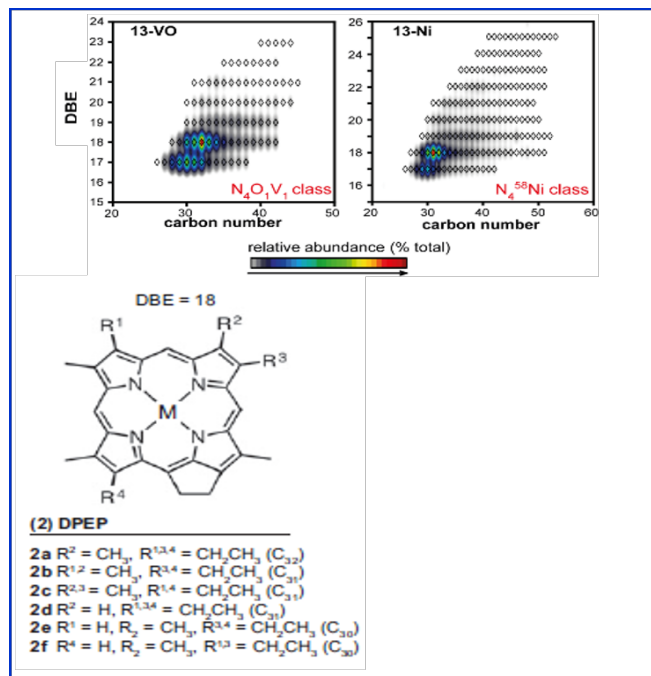 13-VO
23
22
21
20
19
18
17
16
15
DBE
N₄O₁V₁ class
20
30
40
50
carbon number
13-Ni
26
24
22
20
18
16
N₄⁵⁸Ni class
20
30
40
50
60
carbon number
relative abundance (% total)
DBE = 18
R¹
R²
R³
N
N
M
N
N
R⁴
(2) DPEP
2a R² = CH₃, R¹,³,⁴ = CH₂CH₃ (C₃₂)
2b R¹,² = CH₃, R³,⁴ = CH₂CH₃ (C₃₁)
2c R²,³ = CH₃, R¹,⁴ = CH₂CH₃ (C₃₁)
2d R² = H, R¹,³,⁴ = CH₂CH₃ (C₃₁)
2e R¹ = H, R₂ = CH₃, R³,⁴ = CH₂CH₃ (C₃₀)
2f R⁴ = H, R₂ = CH₃, R¹,³ = CH₂CH₃ (C₃₀)